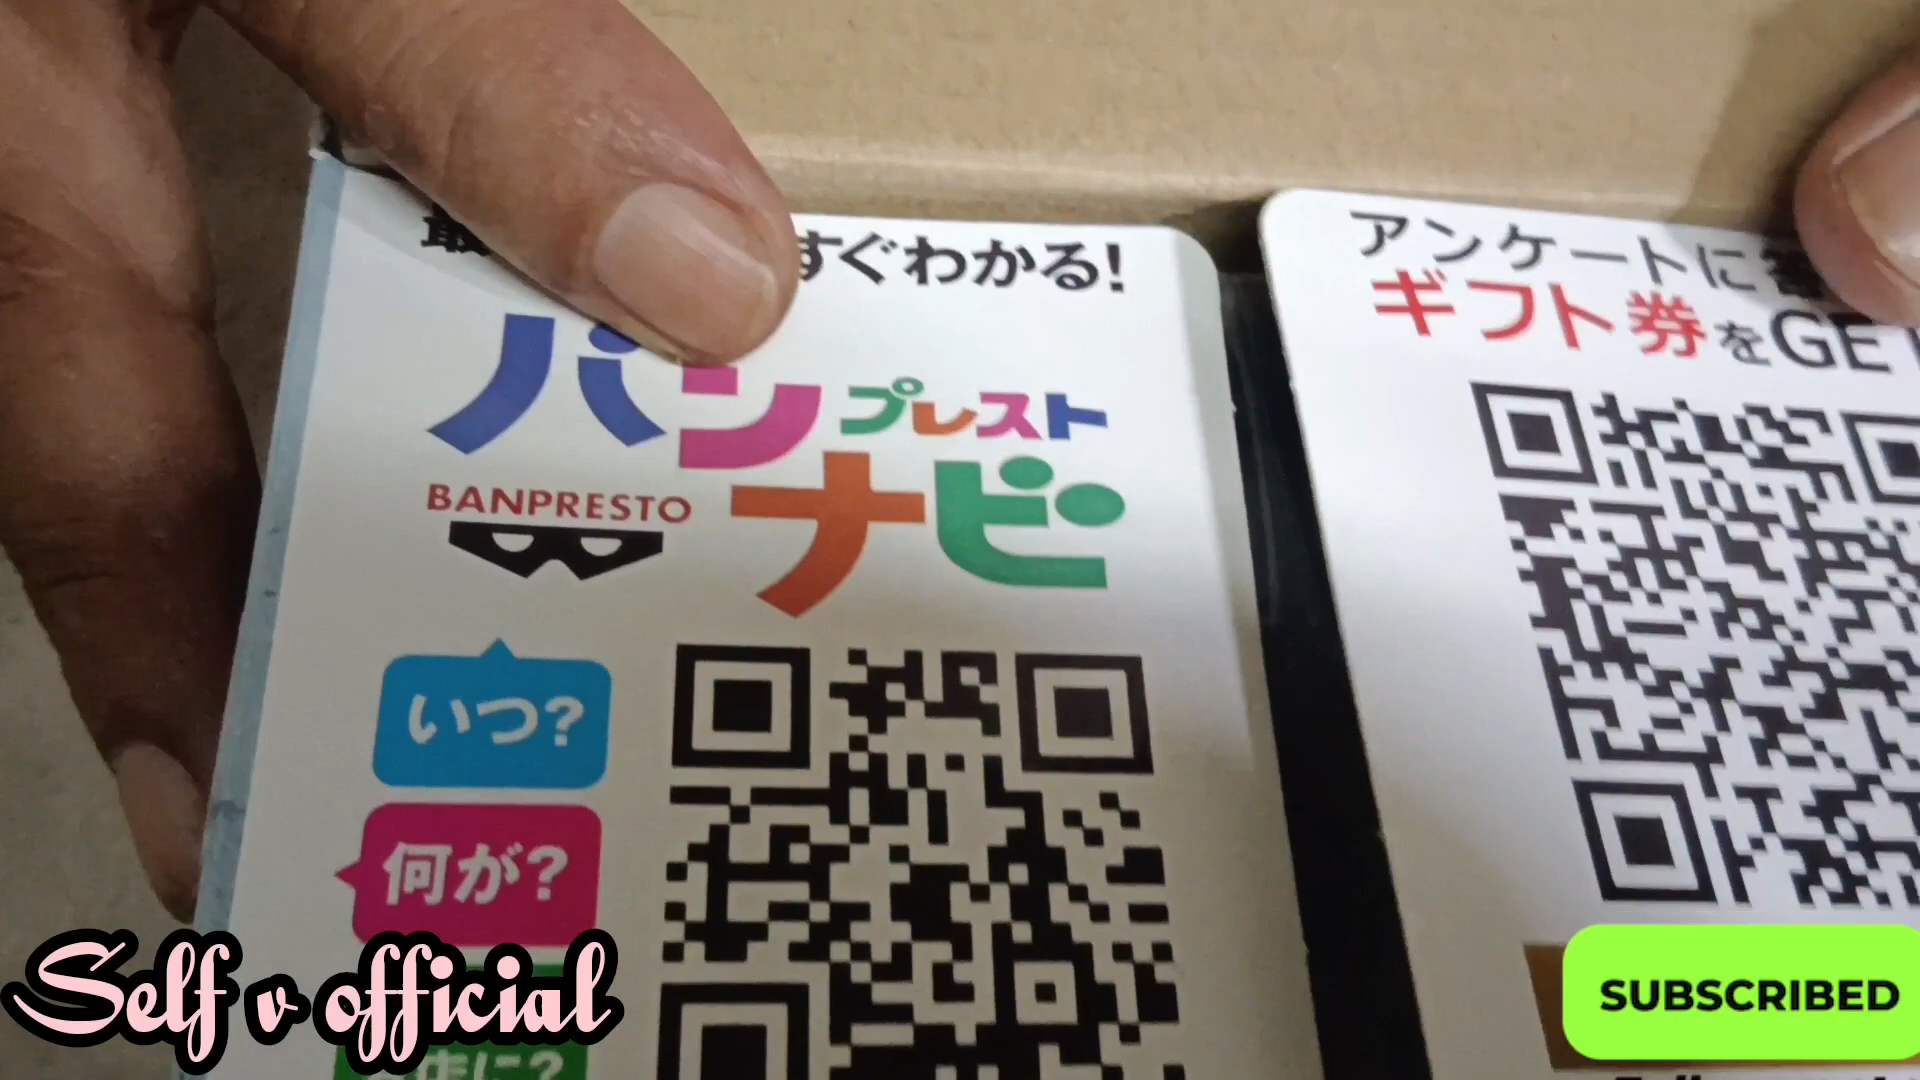 すぐわかる!
バンプレスト
ナビ
BANPRESTO
いつ?
何が?
アンケートに
ギフト券をGET
Self v official
SUBSCRIBED